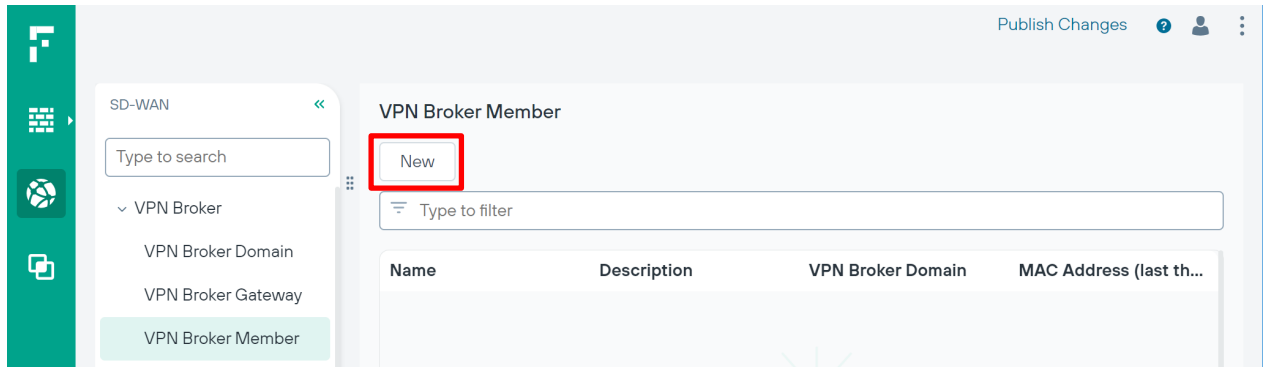 Publish Changes ?
SD-WAN
Type to search
VPN Broker
VPN Broker Domain
VPN Broker Gateway
VPN Broker Member
VPN Broker Member
New
Type to filter
Name Description VPN Broker Domain MAC Address (last th...